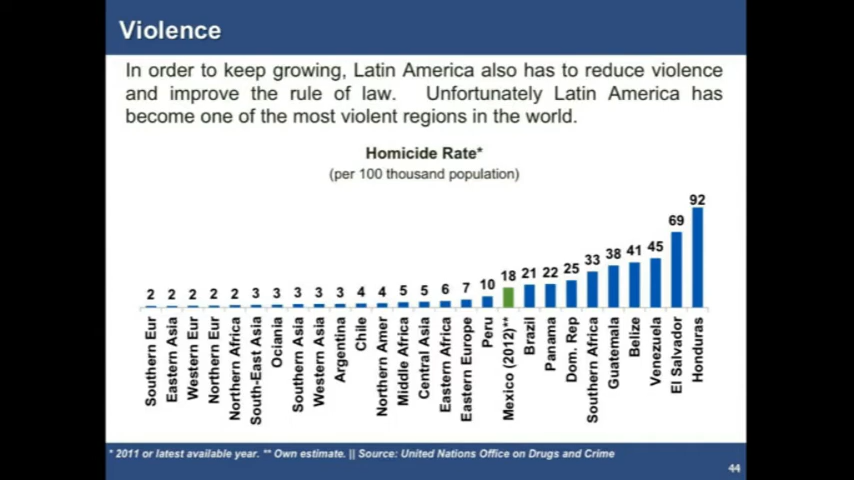 Violence
In order to keep growing, Latin America also has to reduce violence
and improve the rule of law. Unfortunately Latin America has
become one of the most violent regions in the world.
Homicide Rate*
(per 100 thousand population)
2 2 2 2 2 3 3 3 3 3 4 4 5 5 6 7 10 18 21 22 25 33 38 41 45 69 92
Southern Eur
Eastern Asia
Western Eur
Northern Eur
Northern Africa
South-East Asia
Ociania
Southern Asia
Western Asia
Argentina
Chile
Northern Amer
Middle Africa
Central Asia
Eastern Africa
Eastern Europe
Peru
Mexico (2012)**
Brazil
Panama
Dom. Rep
Southern Africa
Guatemala
Belize
Venezuela
El Salvador
Honduras
* 2011 or latest available year. ** Own estimate. || Source: United Nations Office on Drugs and Crime
44